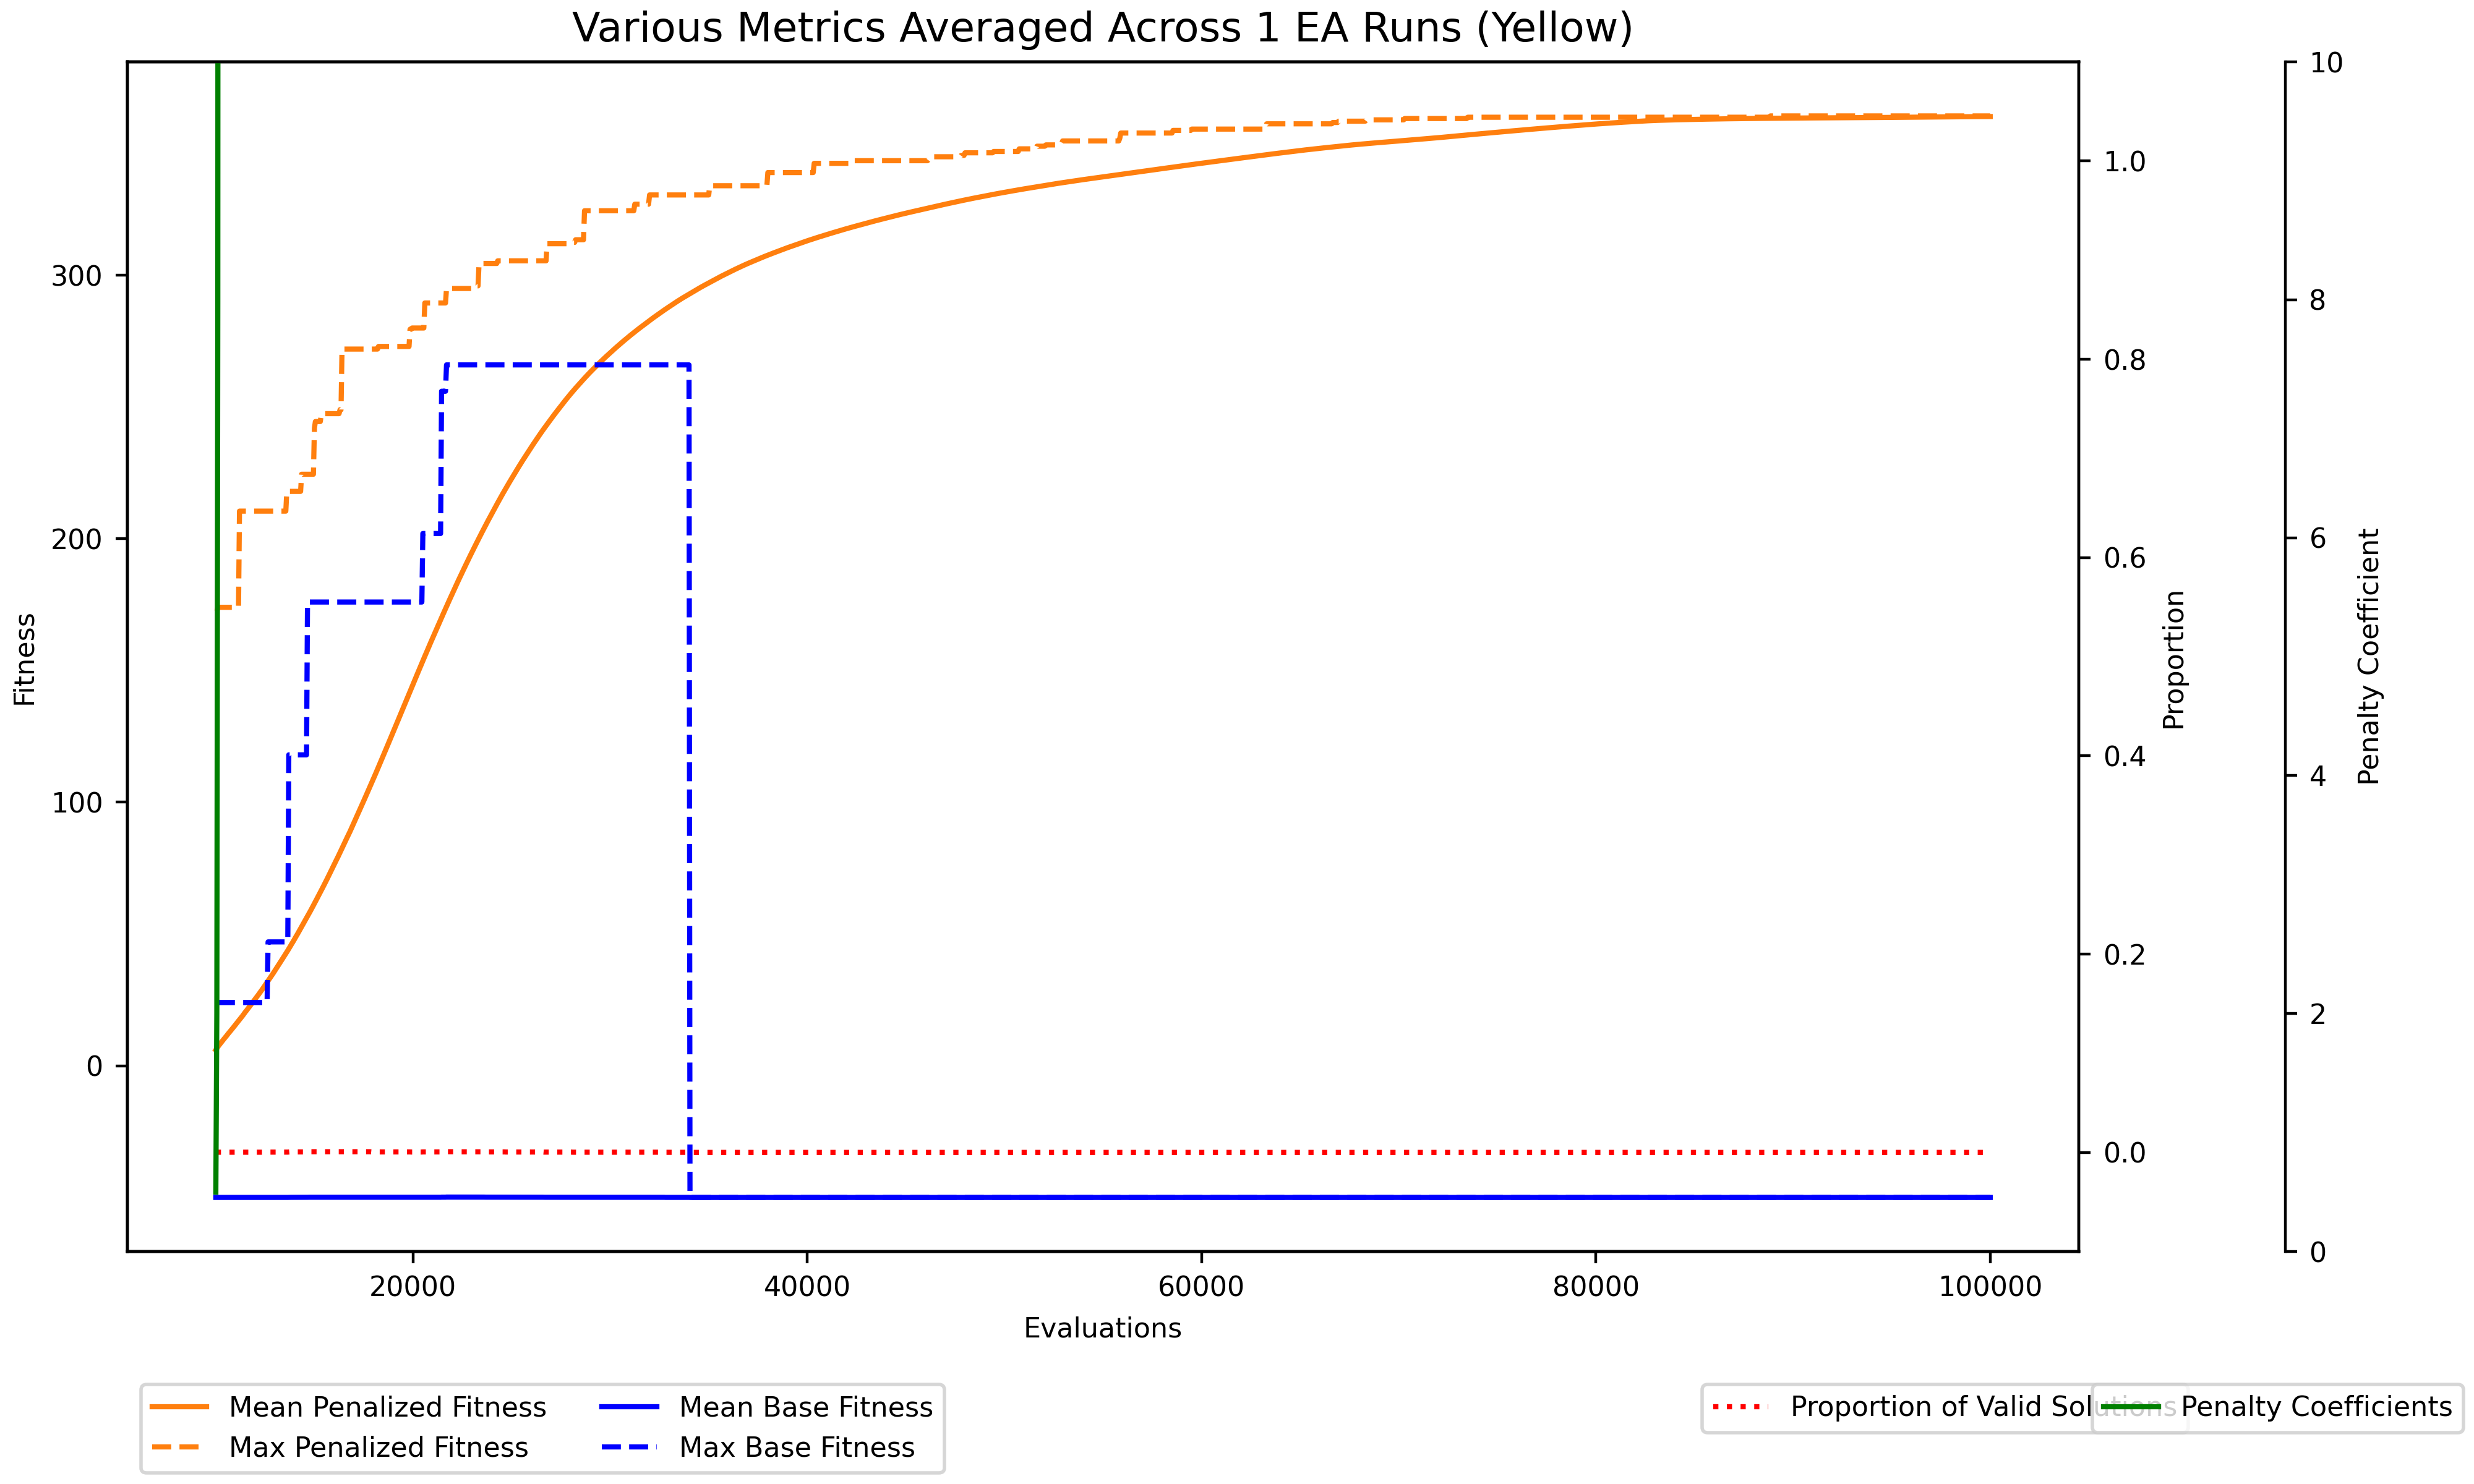 Various Metrics Averaged Across 1 EA Runs (Yellow)
Fitness
300
200
100
0
1.0
0.8
0.6
0.4
0.2
0.0
Proportion
10
8
6
4
2
0
Penalty Coefficient
20000 40000 60000 80000 100000
Evaluations
Mean Penalized Fitness Mean Base Fitness
Max Penalized Fitness Max Base Fitness
Proportion of Valid Solutions
Penalty Coefficients